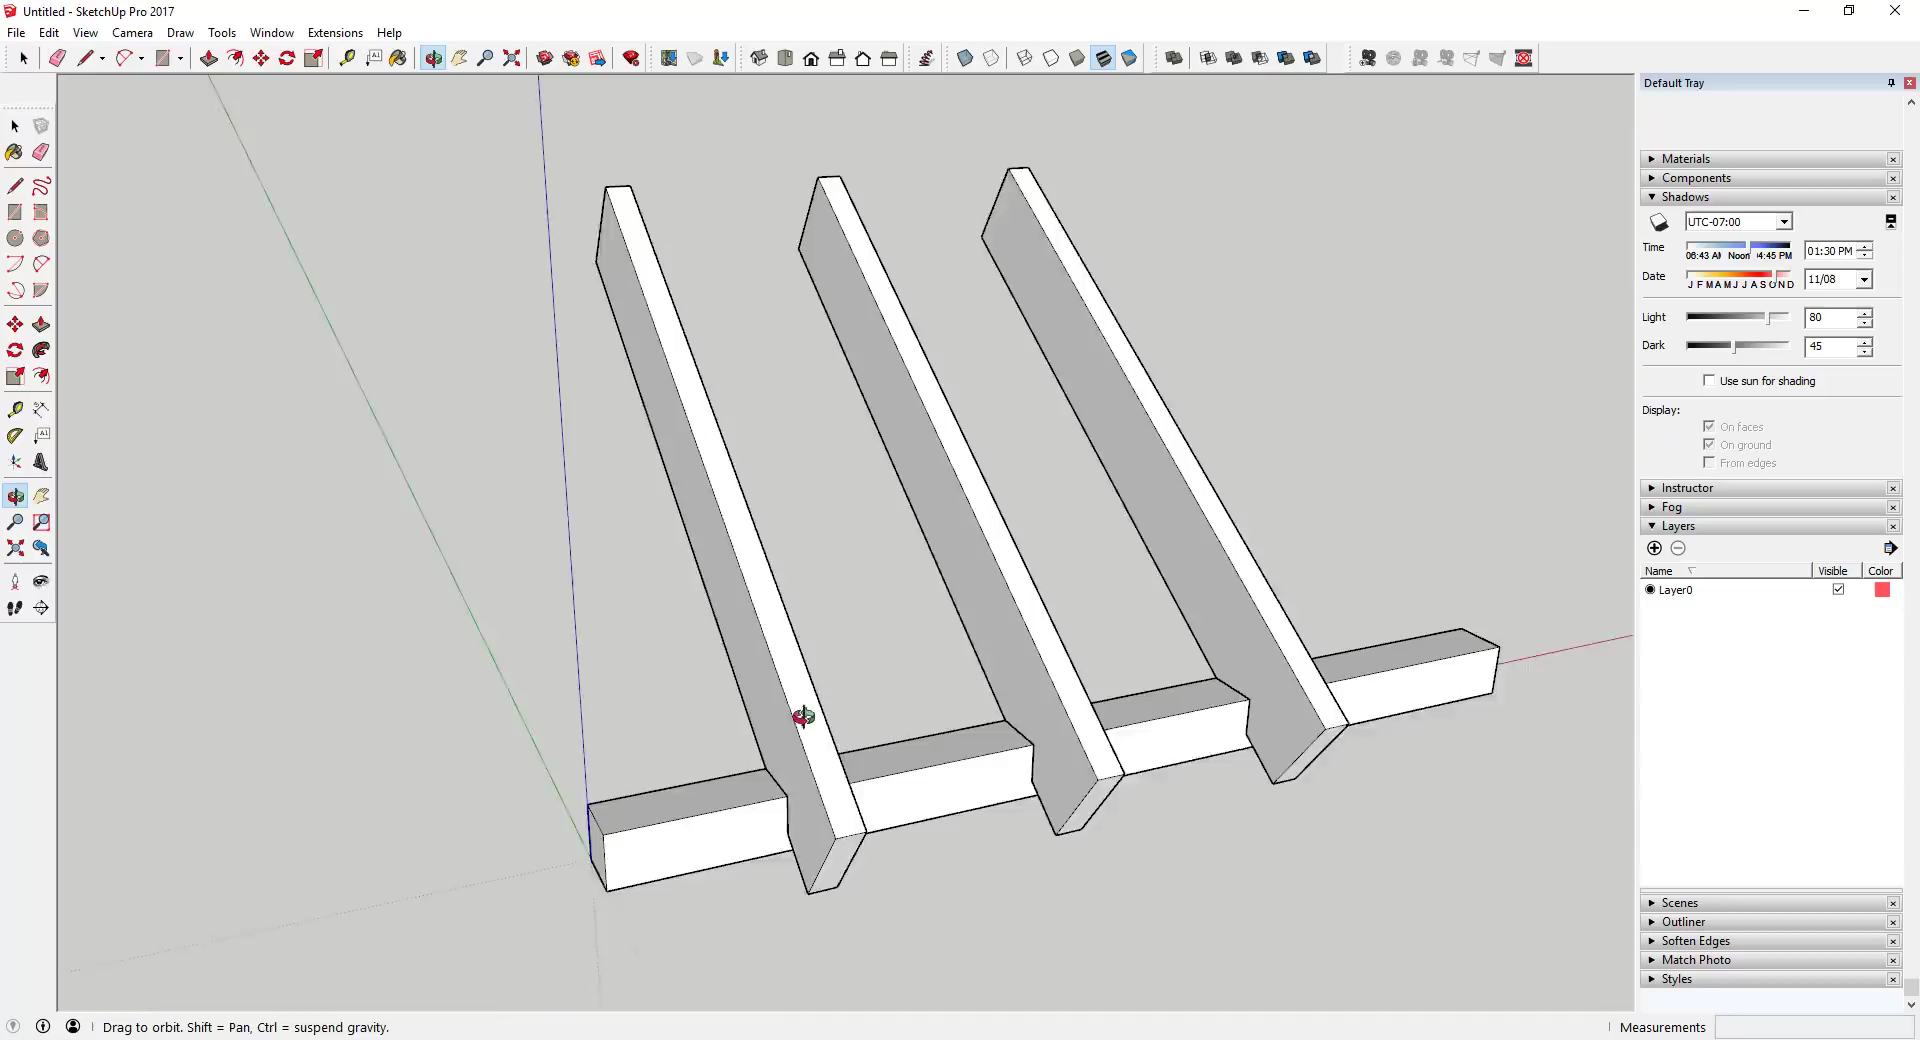 Untitled - SketchUp Pro 2017
File Edit View Camera Draw Tools Window Extensions Help
Default Tray
Materials
Components
Shadows
UTC-07:00
Time
06:43 AM Noon 04:45 PM
01:30 PM
Date
J F M A M J J A S O N D
11/08
Light
80
Dark
45
Use sun for shading
Display:
On faces
On ground
From edges
Instructor
Fog
Layers
Name Visible Color
Layer0
Scenes
Outliner
Soften Edges
Match Photo
Styles
Drag to orbit. Shift = Pan, Ctrl = suspend gravity.
Measurements